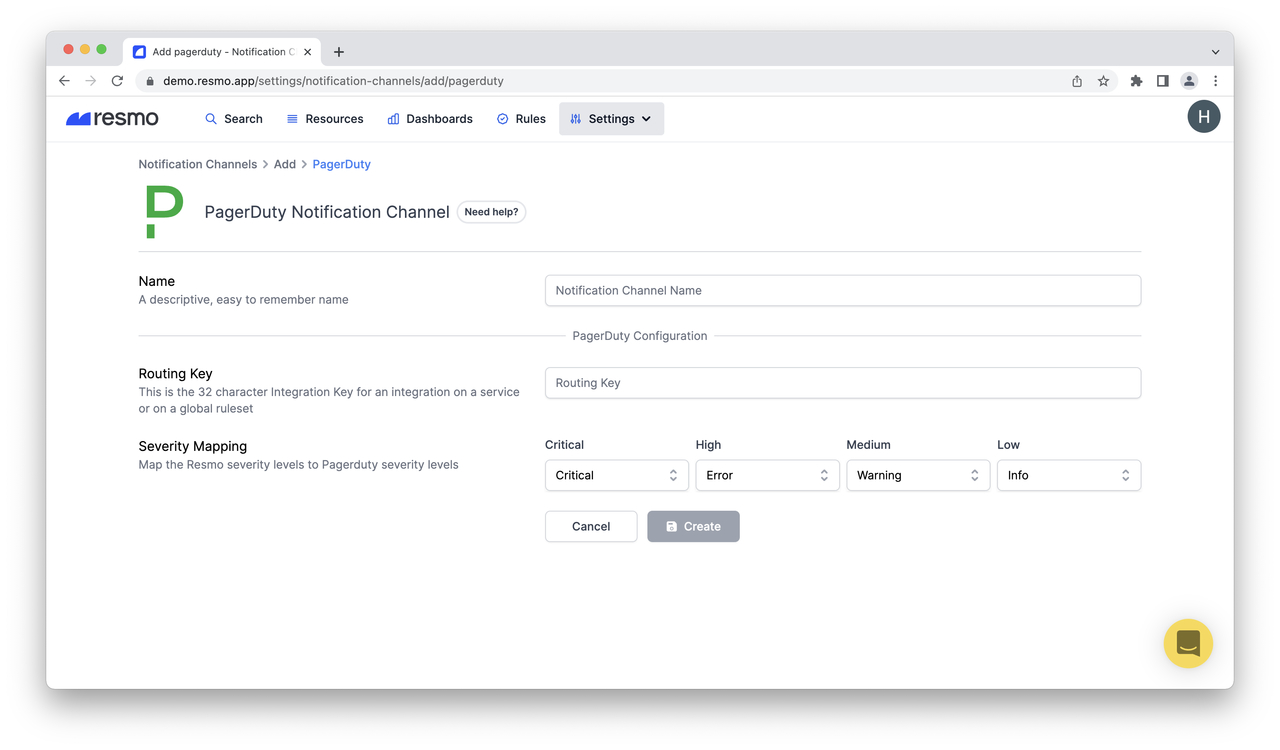 Add pagerduty - Notification C
demo.resmo.app/settings/notification-channels/add/pagerduty
resmo
Search
Resources
Dashboards
Rules
Settings
H
Notification Channels > Add > PagerDuty
P
PagerDuty Notification Channel
Need help?
Name
A descriptive, easy to remember name
Notification Channel Name
PagerDuty Configuration
Routing Key
This is the 32 character Integration Key for an integration on a service
or on a global ruleset
Routing Key
Severity Mapping
Map the Resmo severity levels to Pagerduty severity levels
Critical
High
Medium
Low
Critical
Error
Warning
Info
Cancel
Create